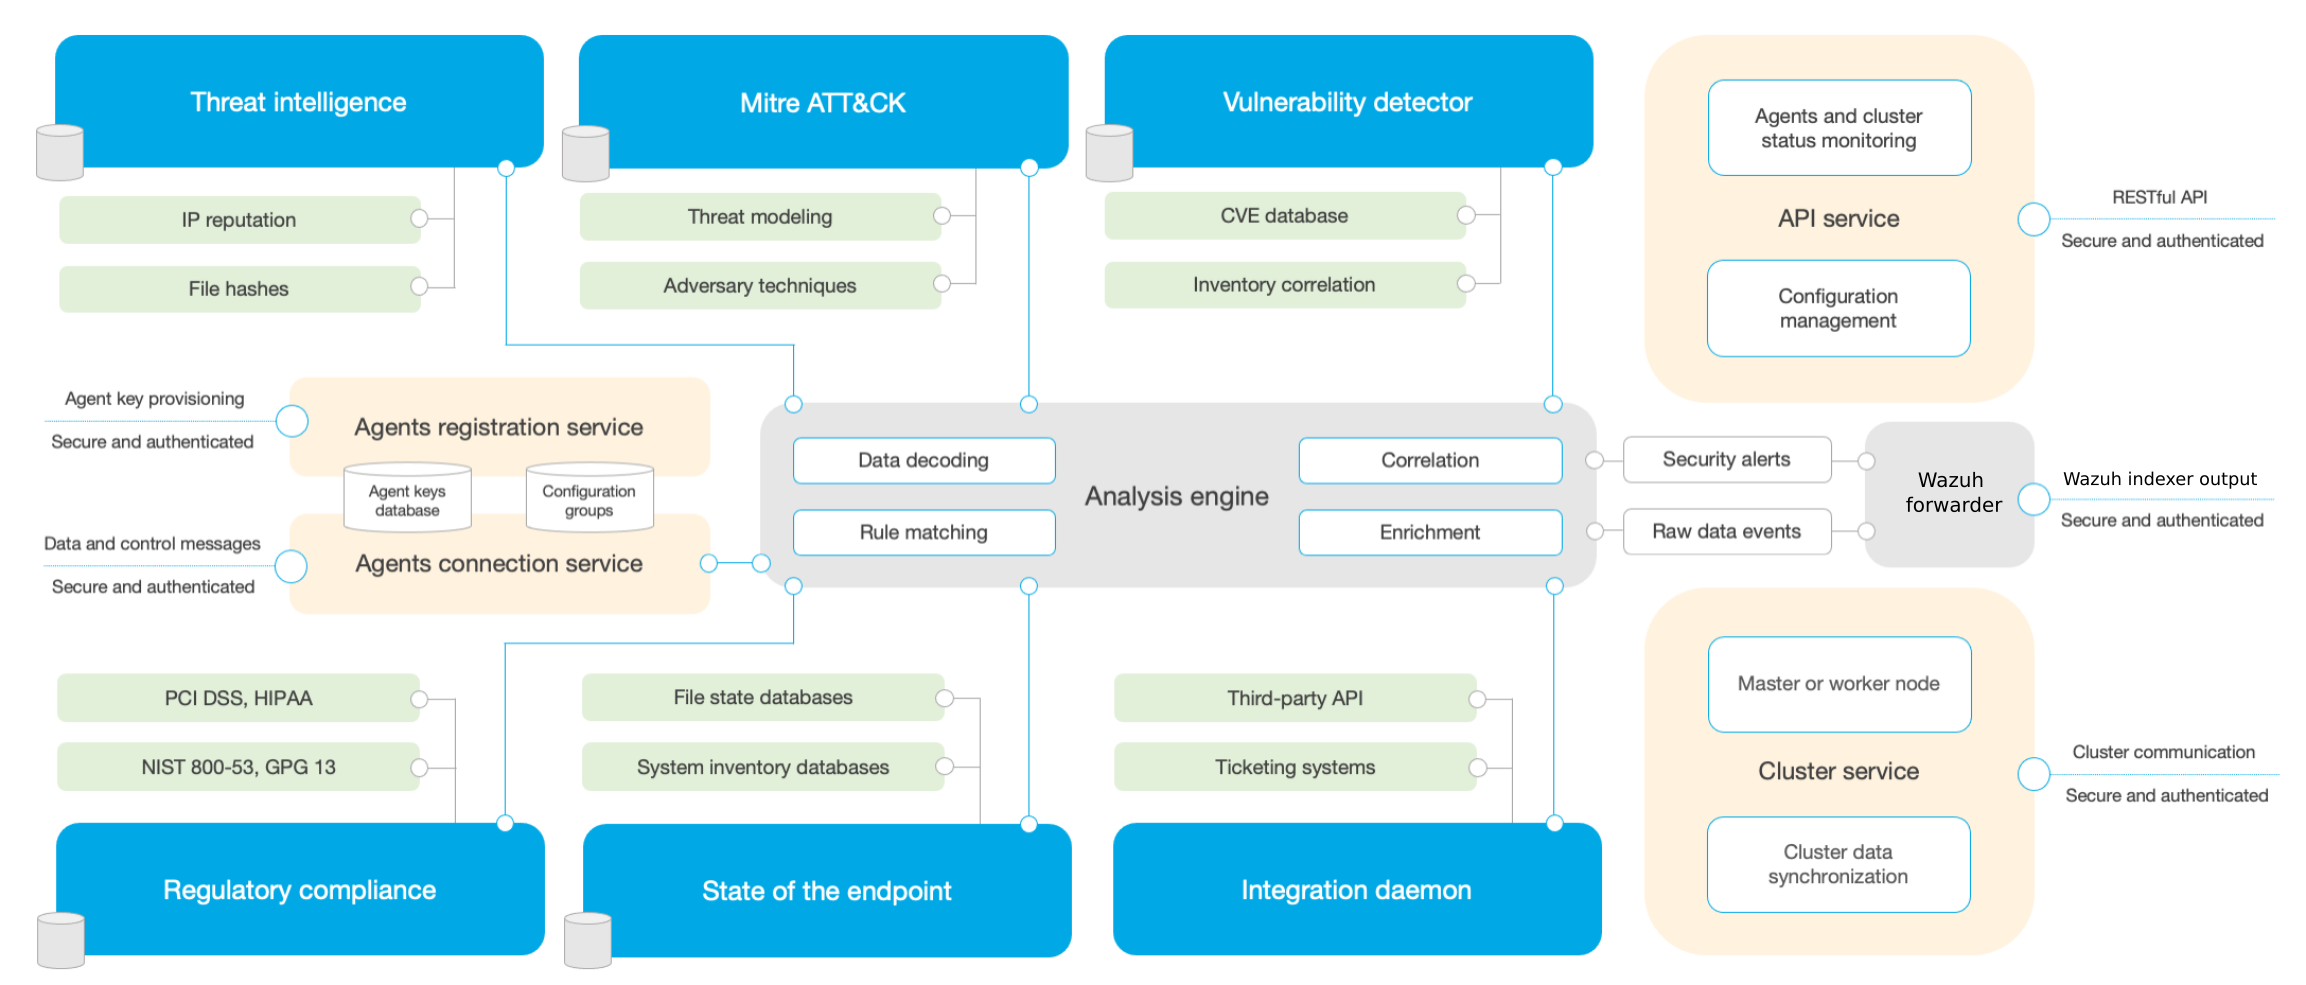 Threat intelligence
IP reputation
File hashes
Mitre ATT&CK
Threat modeling
Adversary techniques
Vulnerability detector
CVE database
Inventory correlation
Agents and cluster
status monitoring
API service
Configuration
management
RESTful API
Secure and authenticated
Agent key provisioning
Secure and authenticated
Agents registration service
Agent keys
database
Configuration
groups
Data and control messages
Secure and authenticated
Agents connection service
Data decoding
Rule matching
Analysis engine
Correlation
Enrichment
Security alerts
Raw data events
Wazuh
forwarder
Wazuh indexer output
Secure and authenticated
PCI DSS, HIPAA
NIST 800-53, GPG 13
Regulatory compliance
File state databases
System inventory databases
State of the endpoint
Third-party API
Ticketing systems
Integration daemon
Master or worker node
Cluster service
Cluster data
synchronization
Cluster communication
Secure and authenticated